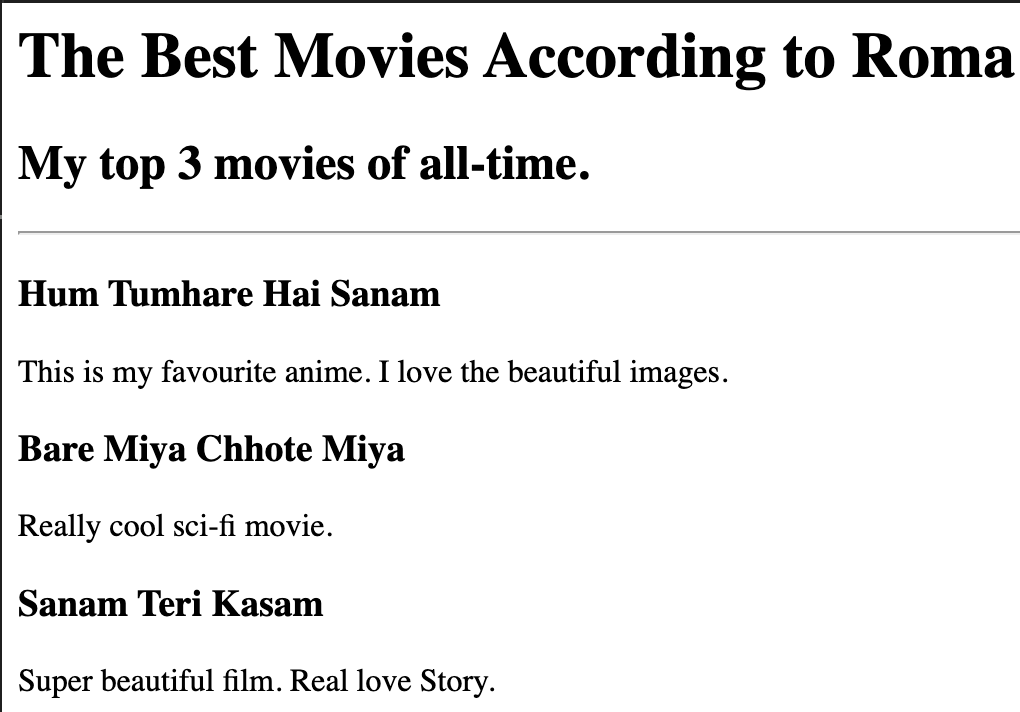 The Best Movies According to Roma
My top 3 movies of all-time.
Hum Tumhare Hai Sanam
This is my favourite anime. I love the beautiful images.
Bare Miya Chhote Miya
Really cool sci-fi movie.
Sanam Teri Kasam
Super beautiful film. Real love Story.